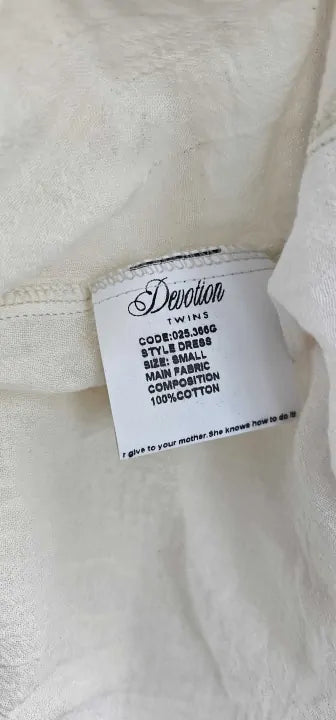 Devotion
TWINS
CODE:025.366G
STYLE DRESS
SIZE: SMALL
MAIN FABRIC
COMPOSITION
100%COTTON
r give to your mother.She knows how to do it!